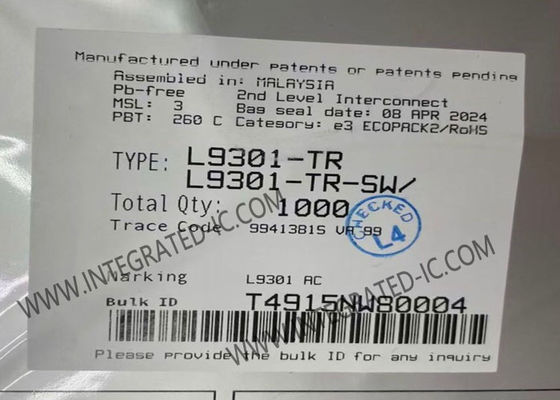 Manufactured under patents or patents pending
Assembled in: MALAYSIA
Pb-free 2nd Level Interconnect
MSL: 3 Bag seal date: 08 APR 2024
PBT: 260 C Category: e3 ECOPACK2/RoHS
TYPE: L9301-TR
L9301-TR-SW/
Total Qty: 1000
CHECKED
L4
Trace Code 99413815 VA 99
WWW.INTEGRATED-IC.COM
WWW.INTEGRATED-IC.COM
Marking L9301 AC
Bulk ID T4915NW80004
Please provide the bulk ID for any inquiry